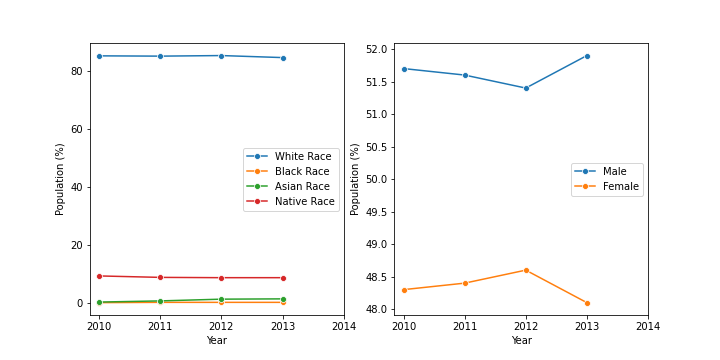 80
60
40
20
0
2010 2011 2012 2013 2014
Year
Population (%)
White Race
Black Race
Asian Race
Native Race
52.0
51.5
51.0
50.5
50.0
49.5
49.0
48.5
48.0
2010 2011 2012 2013 2014
Year
Population (%)
Male
Female